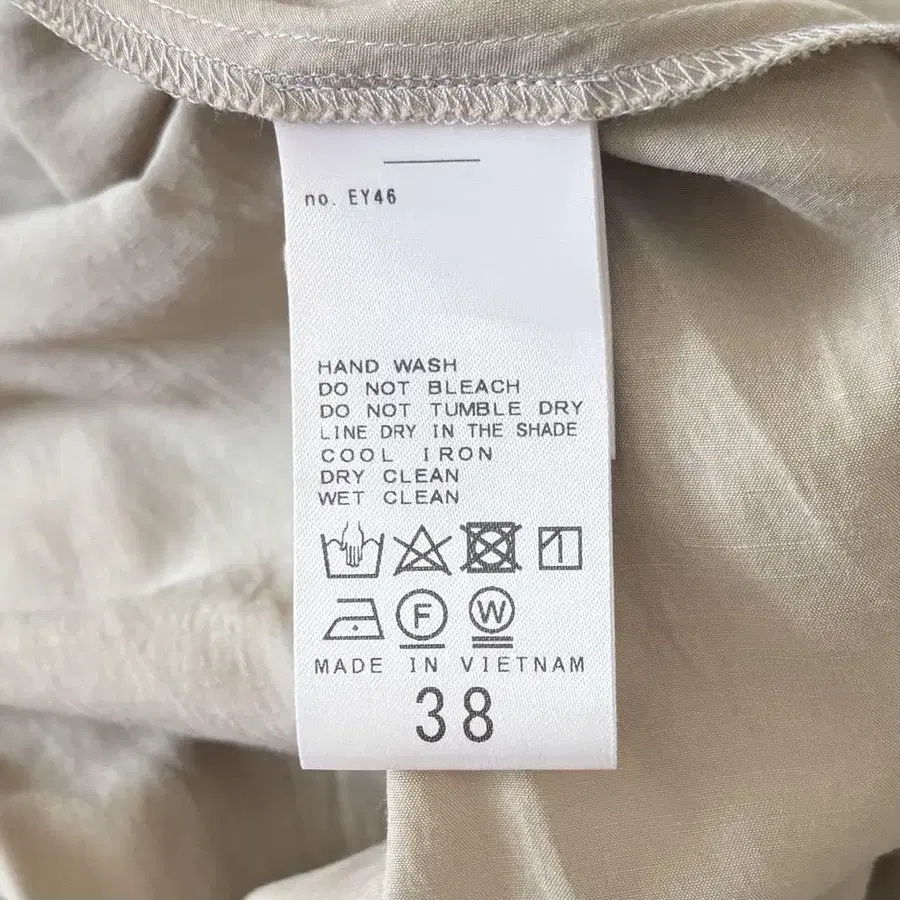 no. EY46
HAND WASH
DO NOT BLEACH
DO NOT TUMBLE DRY
LINE DRY IN THE SHADE
COOL IRON
DRY CLEAN
WET CLEAN
F W
MADE IN VIETNAM
38